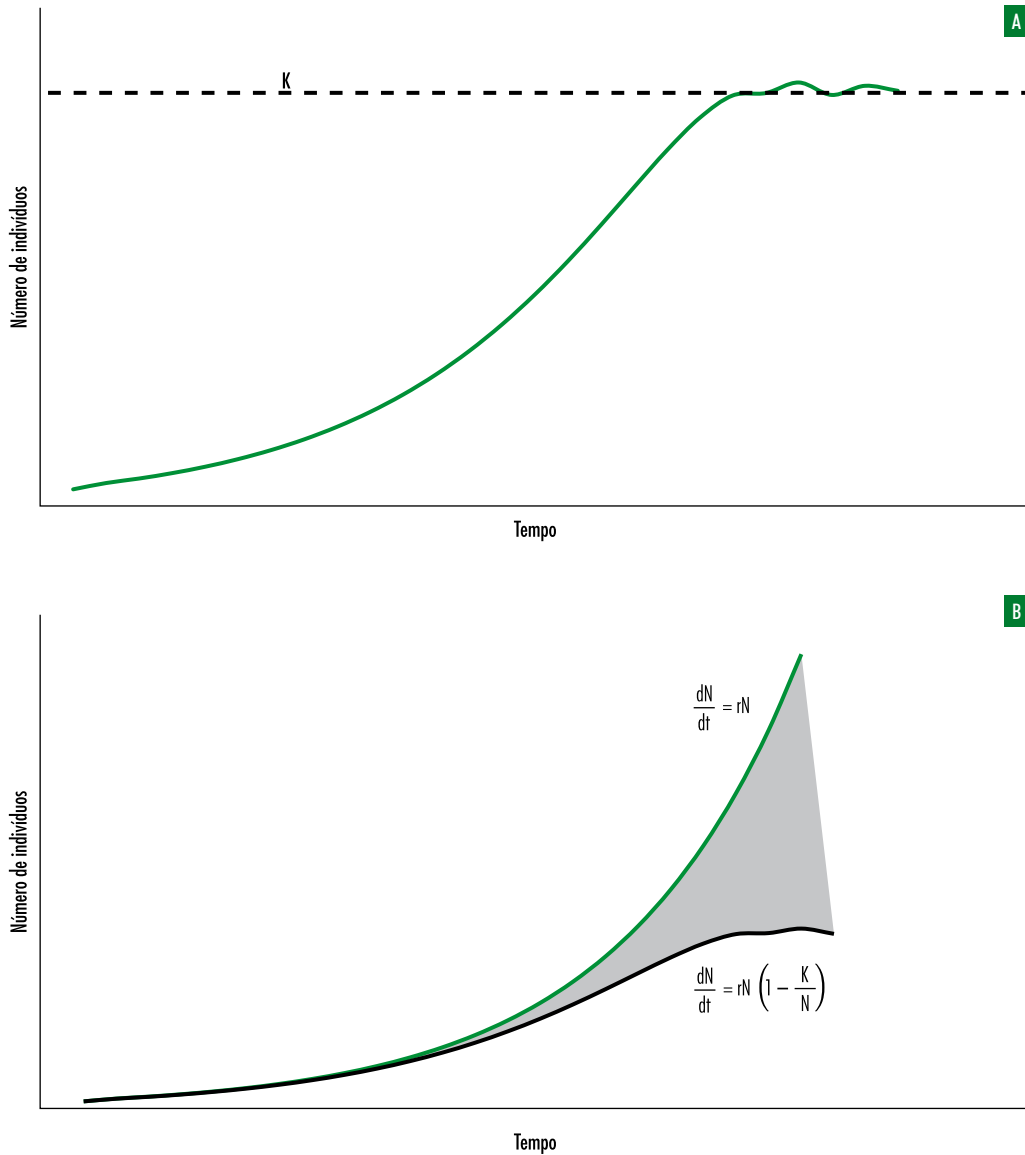 A
K
Número de indivíduos
Tempo
B
dN/dt = rN
Número de indivíduos
dN/dt = rN (1 – K/N)
Tempo